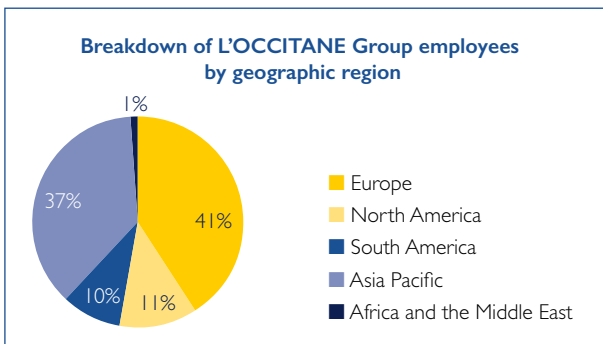 Breakdown of L'OCCITANE Group employees
by geographic region
1%
37%
41%
10%
11%
Europe
North America
South America
Asia Pacific
Africa and the Middle East